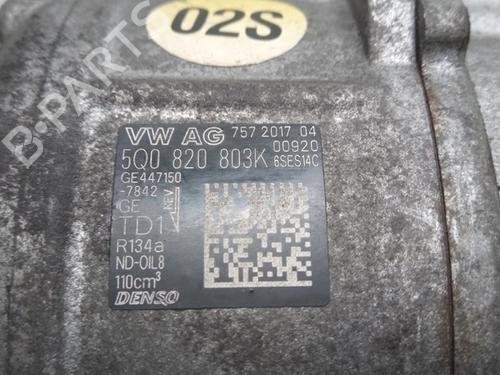 02S
B-PARTS
VW AG 757 2017 04
00920
5Q0 820 803K 6SES14C
GE447150
-7842
GE REV
TD1
R134a
ND-OIL8
110cm³
DENSO